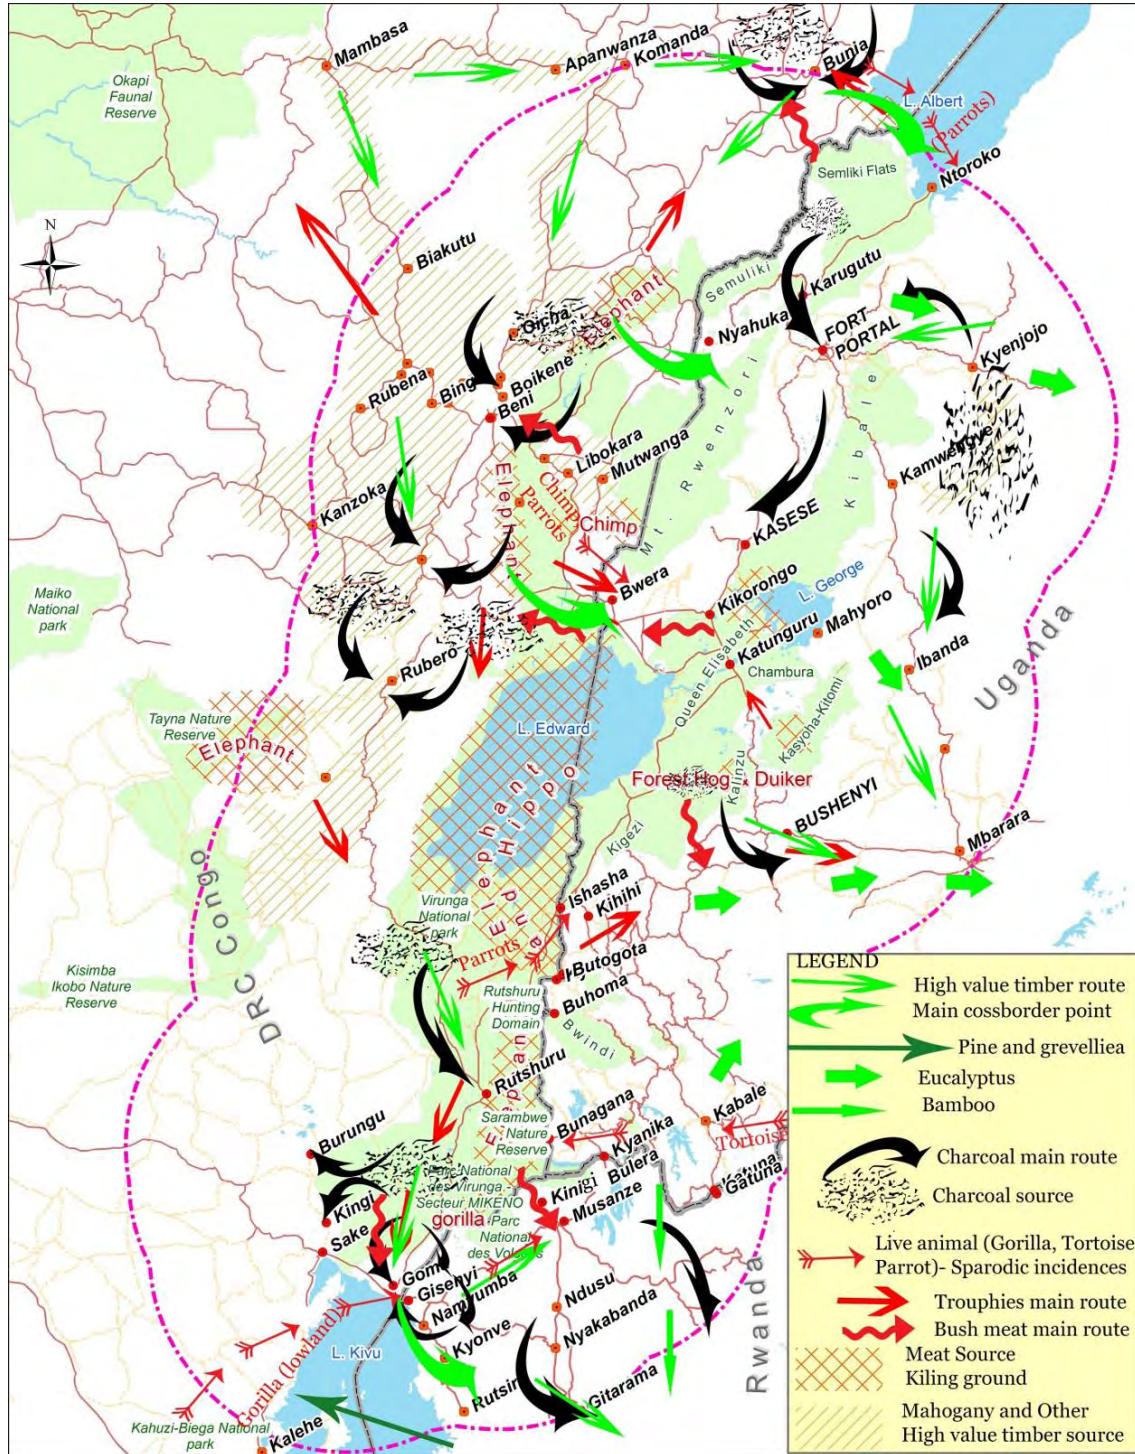 Mambasa
Apanwanza
Komanda
Bunia
Okapi
Faunal
Reserve
L. Albert
(Parrots)
Ntoroko
Semliki Flats
N
Biakutu
Semuliki
Karugutu
Nyahuka
Elephant
Oicha
FORT
PORTAL
Kyenjojo
Boikene
Bing
Rubena
Beni
Mt. Rwenzori
Kibale
Libokara
Mutwanga
Kamwengye
Elephant
Chimp
Parrots
Chimp
Kanzoka
KASESE
Maiko
National
park
Bwera
Kikorongo
L. George
Mahyoro
Katunguru
Queen Elisabeth
Chambura
Ibanda
Uganda
Rubero
Tayna Nature
Reserve
Elephant
L. Edward
Kasyoha-Kitomi
Kalinzu
Forest Hog & Duiker
Elephant
and Hippo
BUSHENYI
Mbarara
Kigezi
DRC Congo
Virunga
National
park
Ishasha
Kihihi
Kisimba
Ikobo Nature
Reserve
Parrots
Butogota
Rutshuru
Hunting
Domain
Buhoma
Bwindi
Elephant
Rutshuru
Sarambwe
Nature
Reserve
Bunagana
Kabale
Tortoise
Kyanika
Burungu
Parc National
des Virunga -
Secteur MIKENO
Kinigi
Bulera
Katuna
Gatuna
Kingi
gorilla
Musanze
Parc
National
des Volcans
Sake
Goma
Gisenyi
Namyumba
Ndusu
Rwanda
L. Kivu
Kyonve
Nyakabanda
Gorilla (lowland)
Rutsiro
Gitarama
Kahuzi-Biega National
park
Kalehe
LEGEND
High value timber route
Main cossborder point
Pine and grevelliea
Eucalyptus
Bamboo
Charcoal main route
Charcoal source
Live animal (Gorilla, Tortoise
Parrot)- Sparodic incidences
Trouphies main route
Bush meat main route
Meat Source
Kiling ground
Mahogany and Other
High value timber source